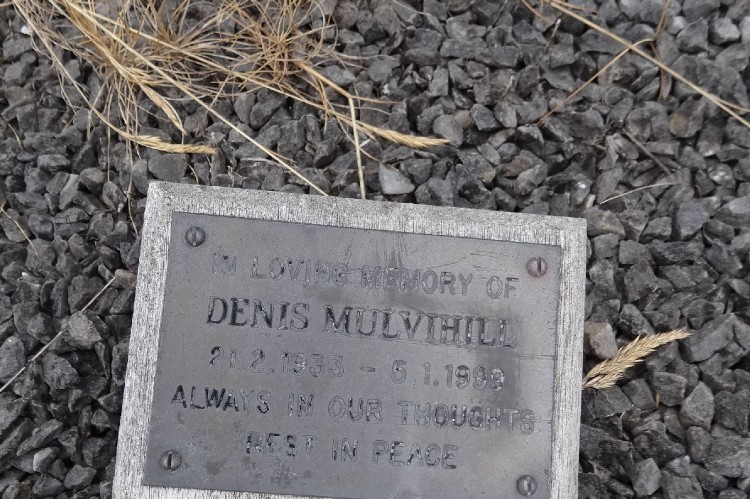 IN LOVING MEMORY OF
DENIS MULVIHILL
21.2.1933 - 5.1.1999
ALWAYS IN OUR THOUGHTS
REST IN PEACE